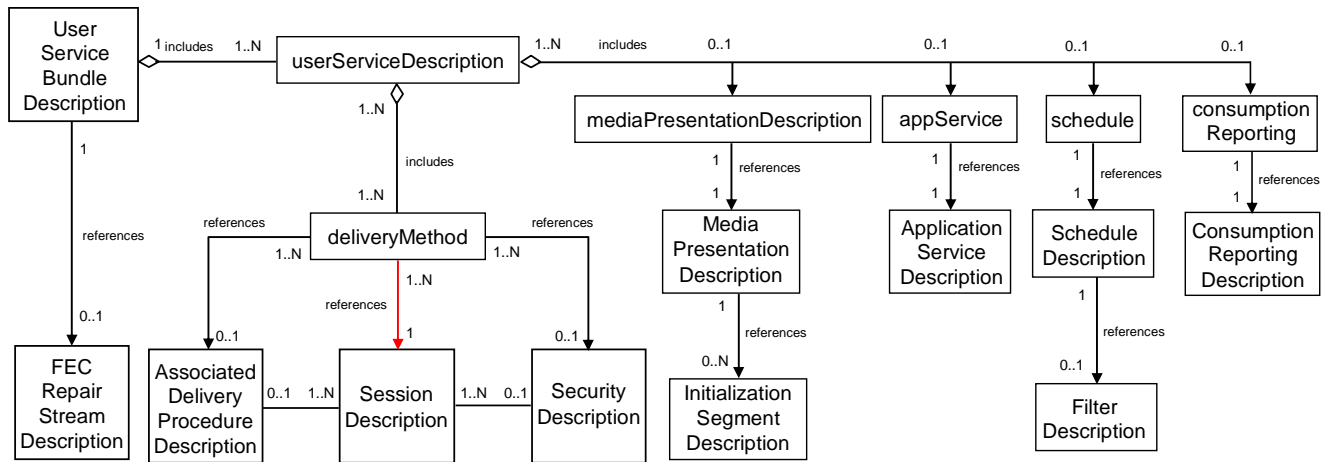 User
Service
Bundle
Description
1 includes 1..N
userServiceDescription
1..N includes 0..1 0..1 0..1 0..1
1..N
mediaPresentationDescription
appService
schedule
consumption
Reporting
1
includes
1 references 1
1 references 1
1 references 1
1 references 1
1..N
references
deliveryMethod
references
1..N
1..N
1..N
references
Media
Presentation
Description
Application
Service
Description
Schedule
Description
Consumption
Reporting
Description
references
1 references 0..N
1 references 0..1
0..1
0..1
1
0..1
FEC
Repair
Stream
Description
Associated
Delivery
Procedure
Description
0..1 1..N
Session
Description
1..N 0..1
Security
Description
Initialization
Segment
Description
Filter
Description